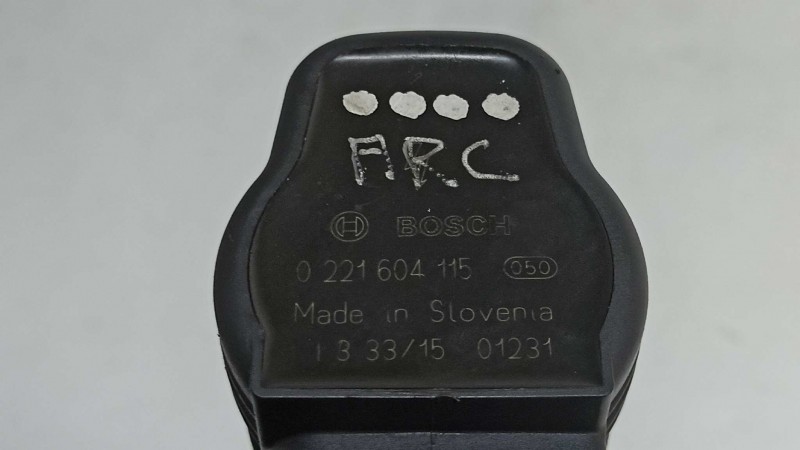 ARC
BOSCH
0 221 604 115 050
Made in Slovenia
1 3 33/15 01231